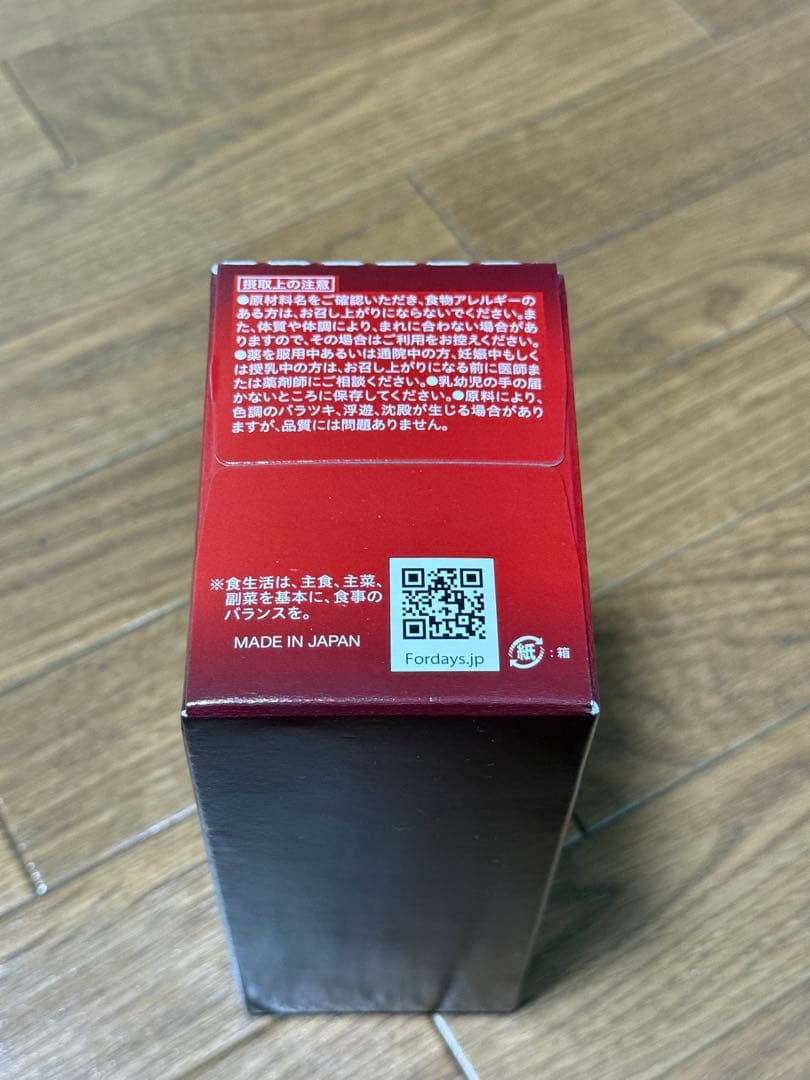 摂取上の注意
●原材料名をご確認いただき、食物アレルギーの
ある方は、お召し上がりにならないでください。ま
た、体質や体調により、まれに合わない場合があ
りますので、その場合はご利用をお控えください。
●薬を服用中あるいは通院中の方、妊娠中もしく
は授乳中の方は、お召し上がりになる前に医師ま
たは薬剤師にご相談ください。●乳幼児の手の届
かないところに保存してください。●原料により、
色調のバラツキ、浮遊、沈殿が生じる場合があり
ますが、品質には問題ありません。
※食生活は、主食、主菜、
副菜を基本に、食事の
バランスを。
MADE IN JAPAN
Fordays.jp
紙:箱